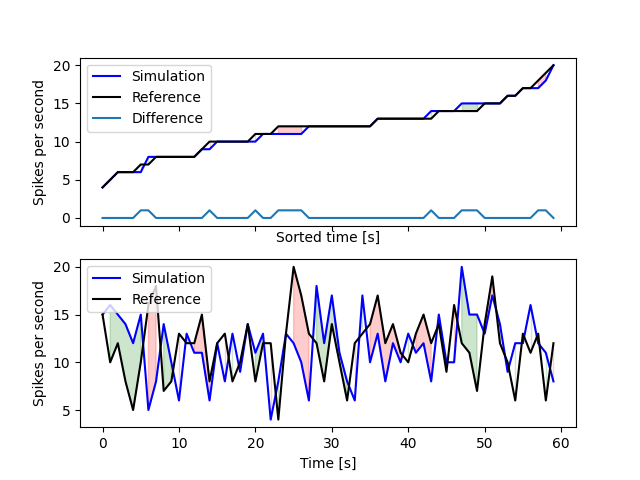 20
15
10
5
0
Spikes per second
Simulation
Reference
Difference
Sorted time [s]
20
15
10
5
Spikes per second
Simulation
Reference
0 10 20 30 40 50 60
Time [s]